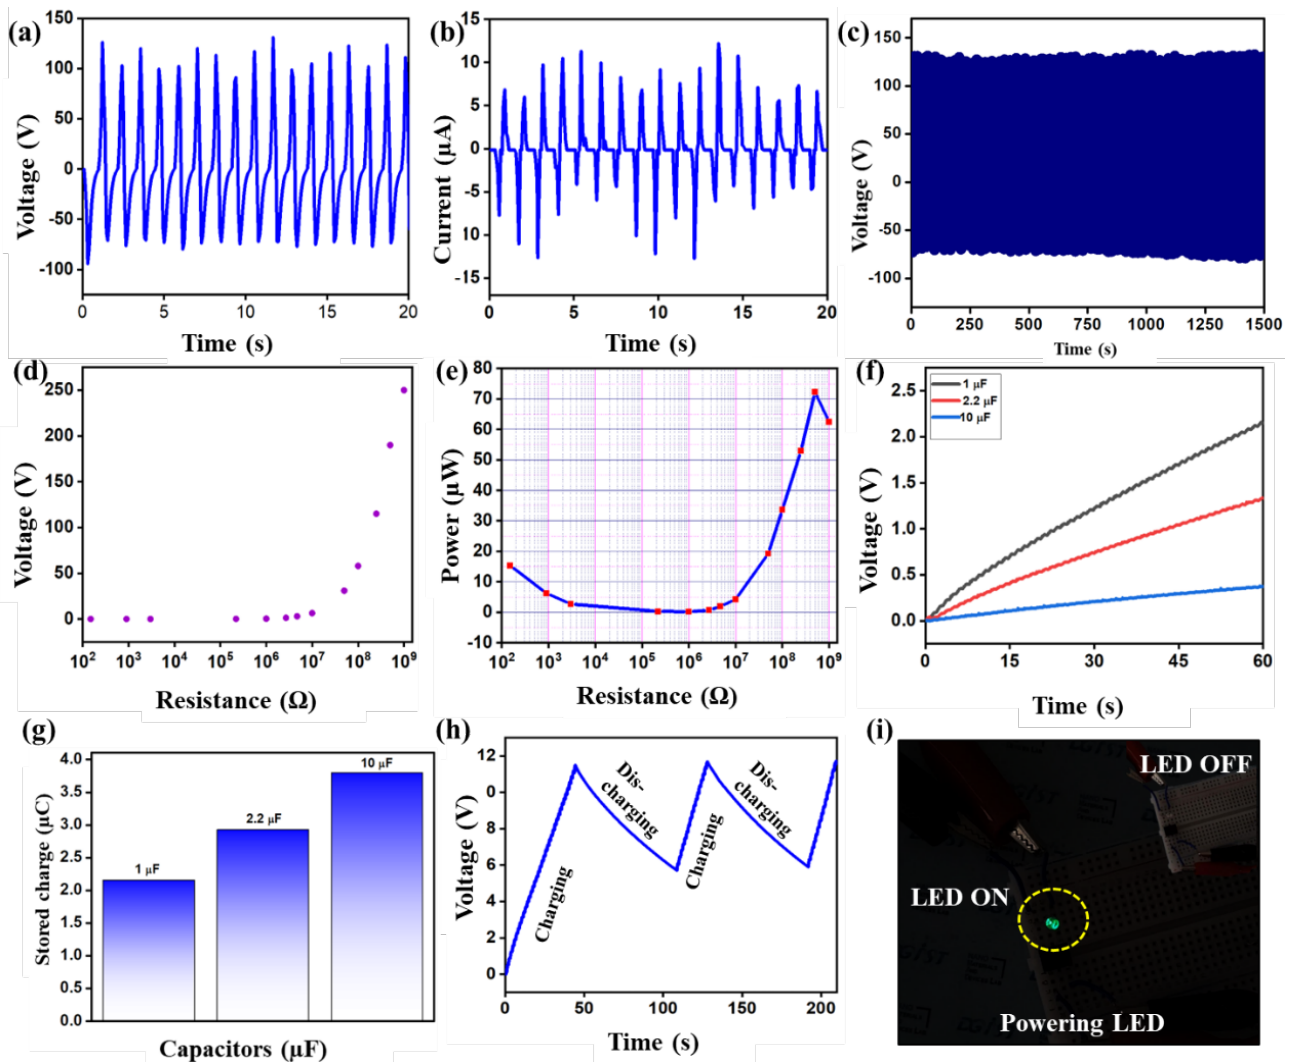 (a)
150
100
50
0
-50
-100
Voltage (V)
0 5 10 15 20
Time (s)
(b)
15
10
5
0
-5
10
-15
Current (μA)
0 5 10 15 20
Time (s)
(c)
150
100
50
0
-50
-100
Voltage (V)
0 250 500 750 1000 1250 1500
Time (s)
(d)
250
200
150
100
50
0
Voltage (V)
10² 10³ 10⁴ 10⁵ 10⁶ 10⁷ 10⁸ 10⁹
Resistance (Ω)
(e)
80
70
60
50
40
30
20
10
0
-10
Power (μW)
10² 10³ 10⁴ 10⁵ 10⁶ 10⁷ 10⁸ 10⁹
Resistance (Ω)
(f)
1 μF
2.2 μF
10 μF
2.5
2.0
1.5
1.0
0.5
0.0
Voltage (V)
0 15 30 45 60
Time (s)
(g)
4.0
3.5
3.0
2.5
2.0
1.5
1.0
0.5
0.0
Stored charge (μC)
1 μF
2.2 μF
10 μF
Capacitors (μF)
(h)
12
0
8
6
4
2
0
Voltage (V)
Charging
Dis-
charging
Charging
Dis-
charging
0 50 100 150 200
Time (s)
(i)
LED OFF
LED ON
Powering LED